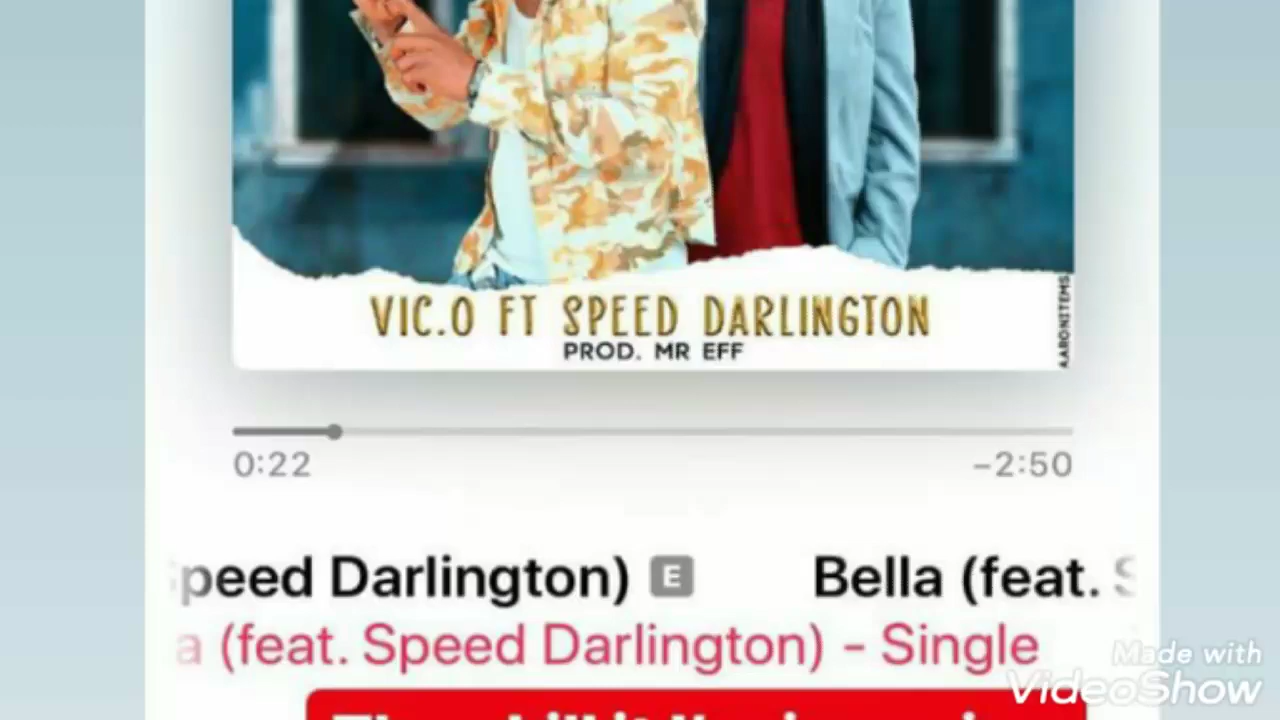 VIC.O FT SPEED DARLINGTON
PROD. MR EFF
AARONITEMS
0:22
-2:50
peed Darlington) E Bella (feat. S
a (feat. Speed Darlington) - Single
Made with
VideoShow